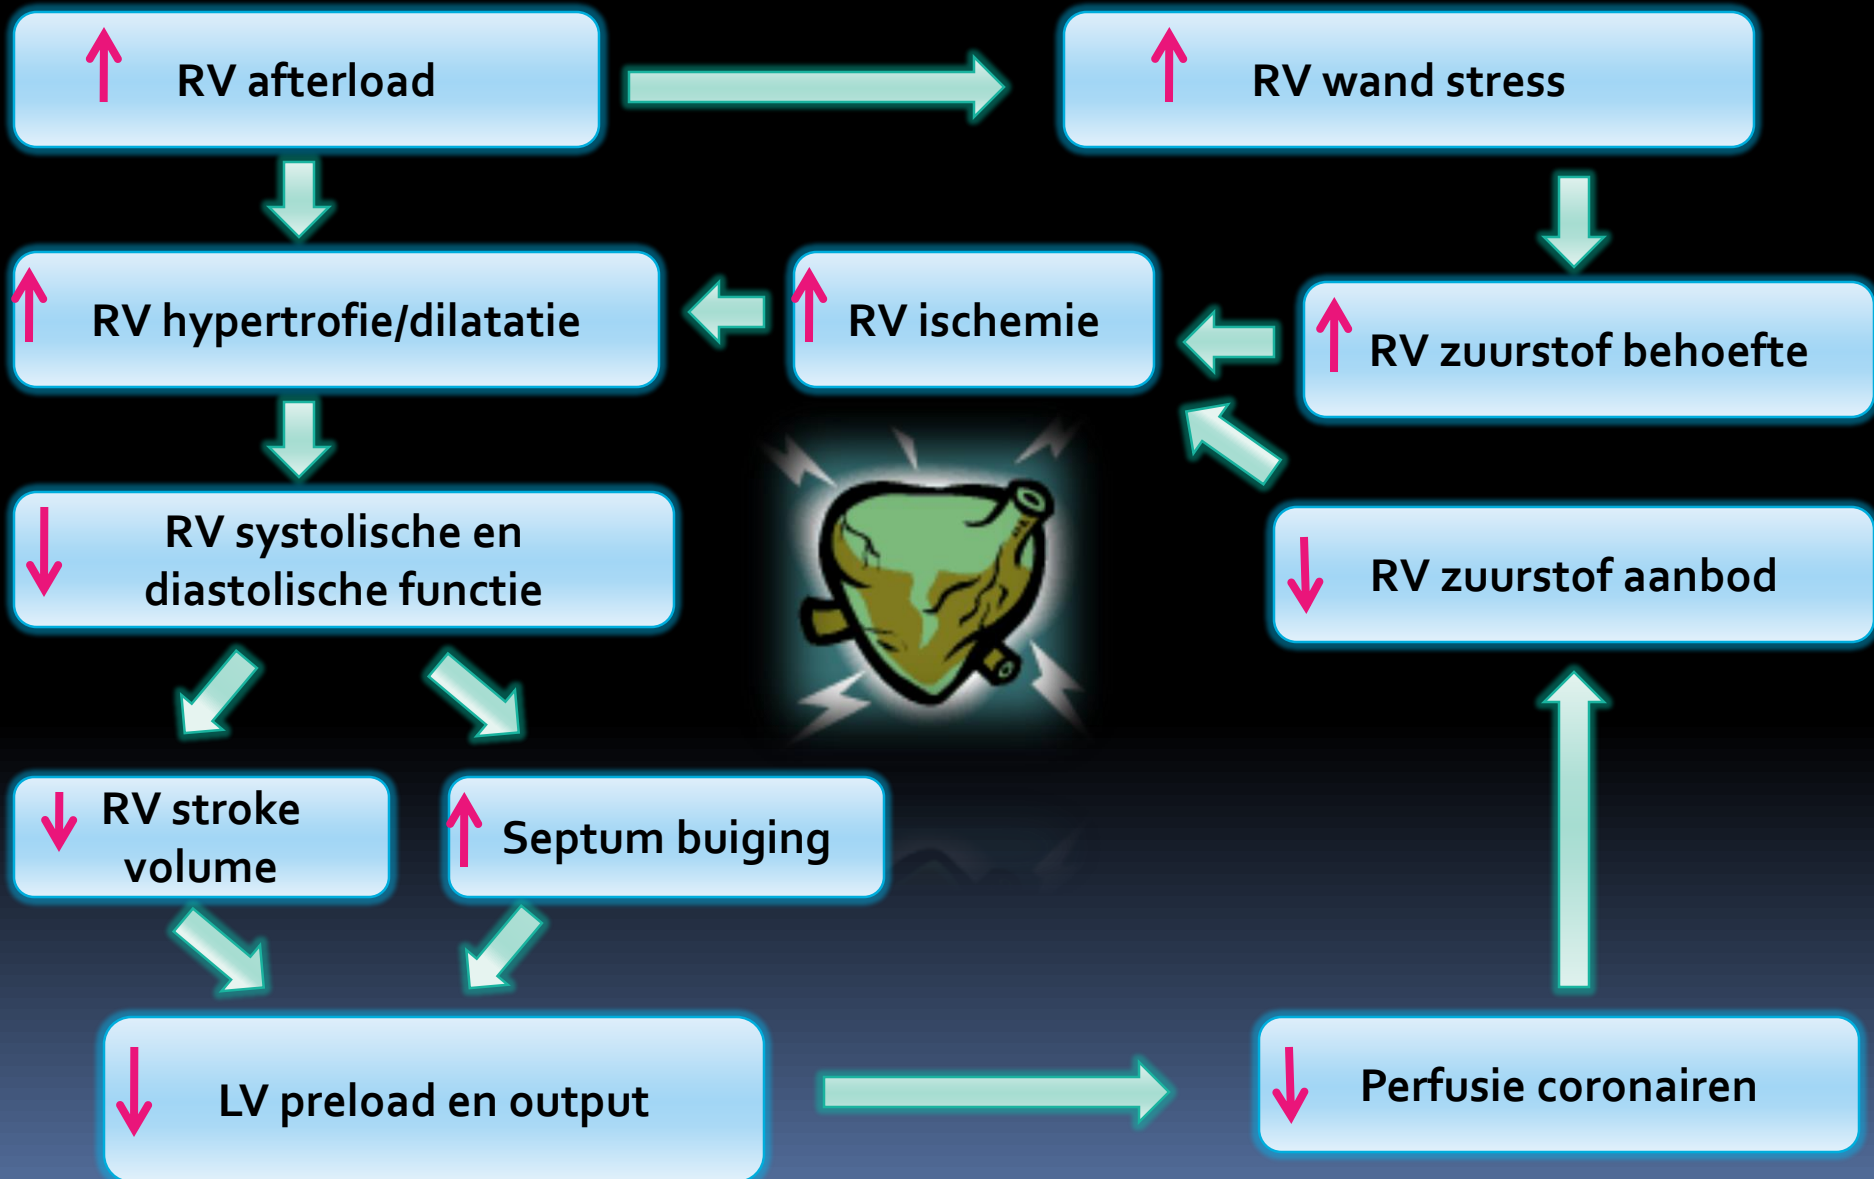 RV afterload
RV wand stress
RV hypertrofie/dilatatie
RV ischemie
RV zuurstof behoefte
RV systolische en
diastolische functie
RV zuurstof aanbod
RV stroke
volume
Septum buiging
LV preload en output
Perfusie coronairen